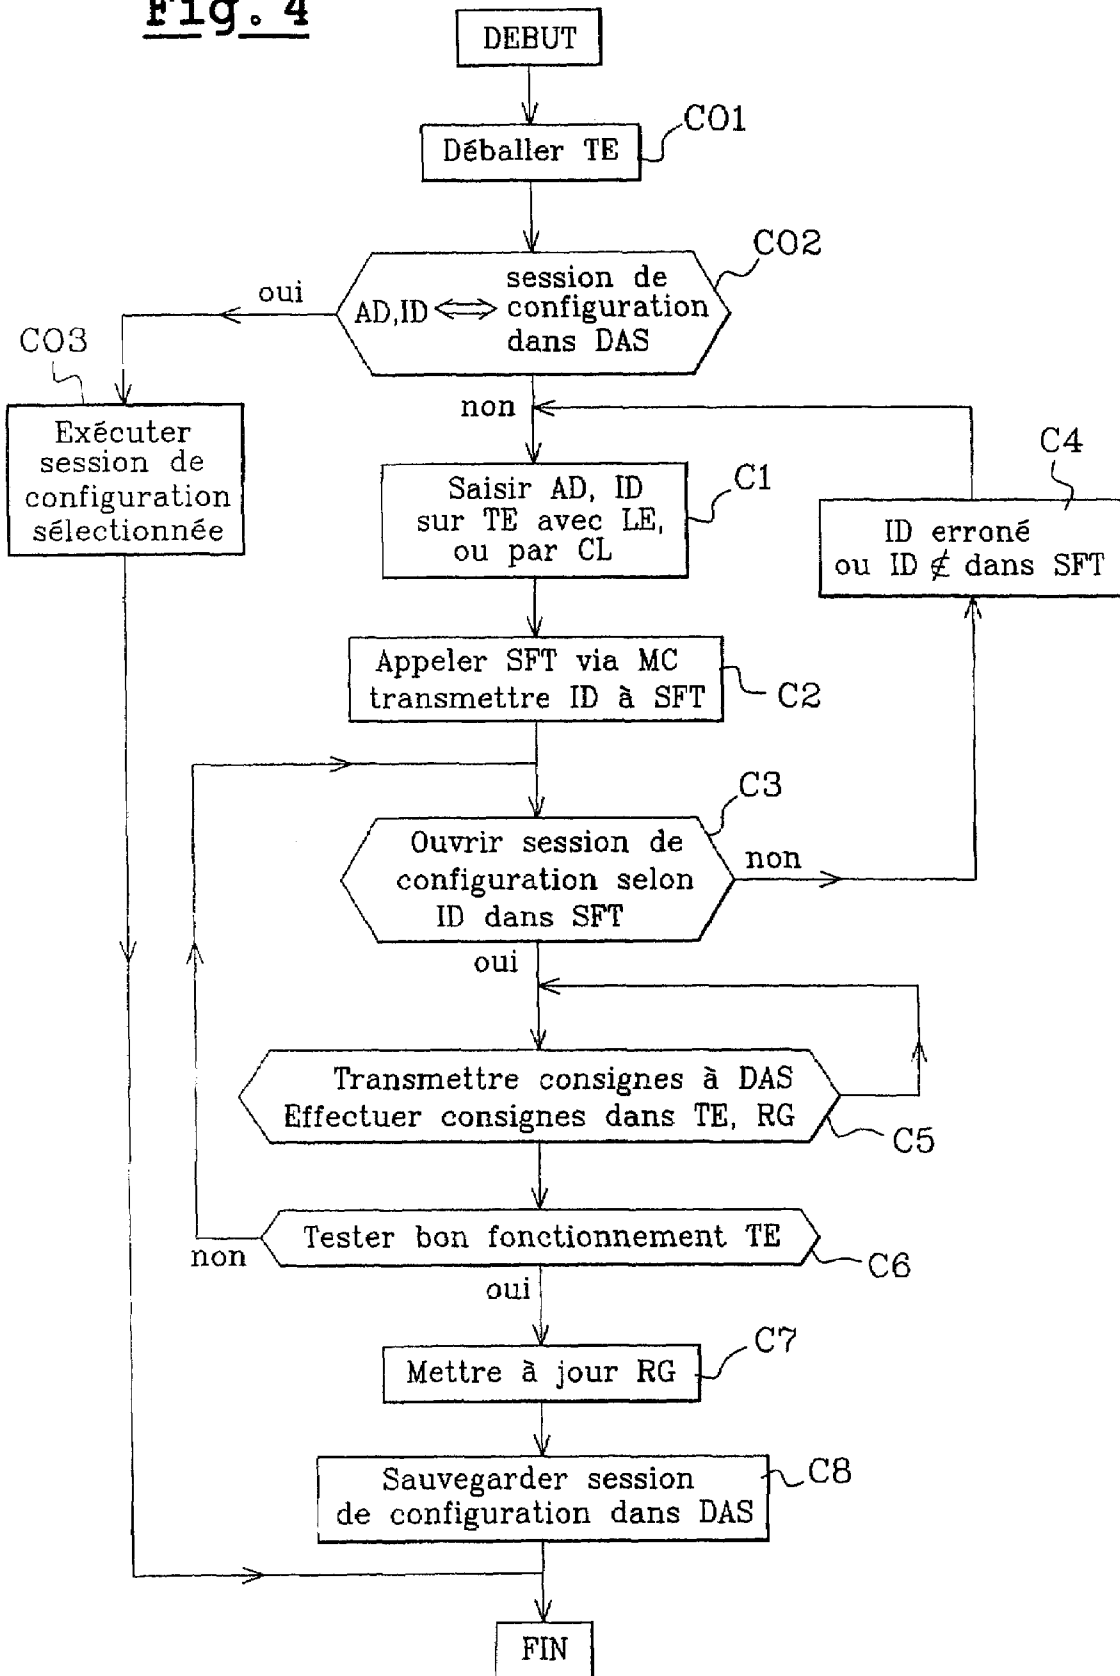 Fig. 4
DEBUT
Déballer TE
C01
AD,ID ⇔ session de
configuration
dans DAS
C02
oui
C03
Exécuter
session de
configuration
sélectionnée
non
Saisir AD, ID
sur TE avec LE,
ou par CL
C1
C4
ID erroné
ou ID ∉ dans SFT
Appeler SFT via MC
transmettre ID à SFT
C2
C3
Ouvrir session de
configuration selon
ID dans SFT
non
oui
Transmettre consignes à DAS
Effectuer consignes dans TE, RG
C5
Tester bon fonctionnement TE
non
C6
oui
Mettre à jour RG
C7
Sauvegarder session
de configuration dans DAS
C8
FIN